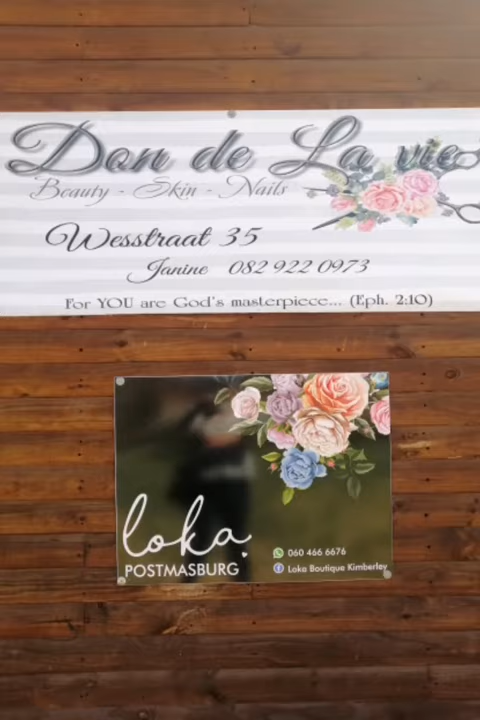 Don de La vie
Beauty - Skin - Nails
Wesstraat 35
Janine 082 922 0973
For YOU are God's masterpiece... (Eph. 2:10)
loka.
POSTMASBURG
060 466 6676
Loka Boutique Kimberley